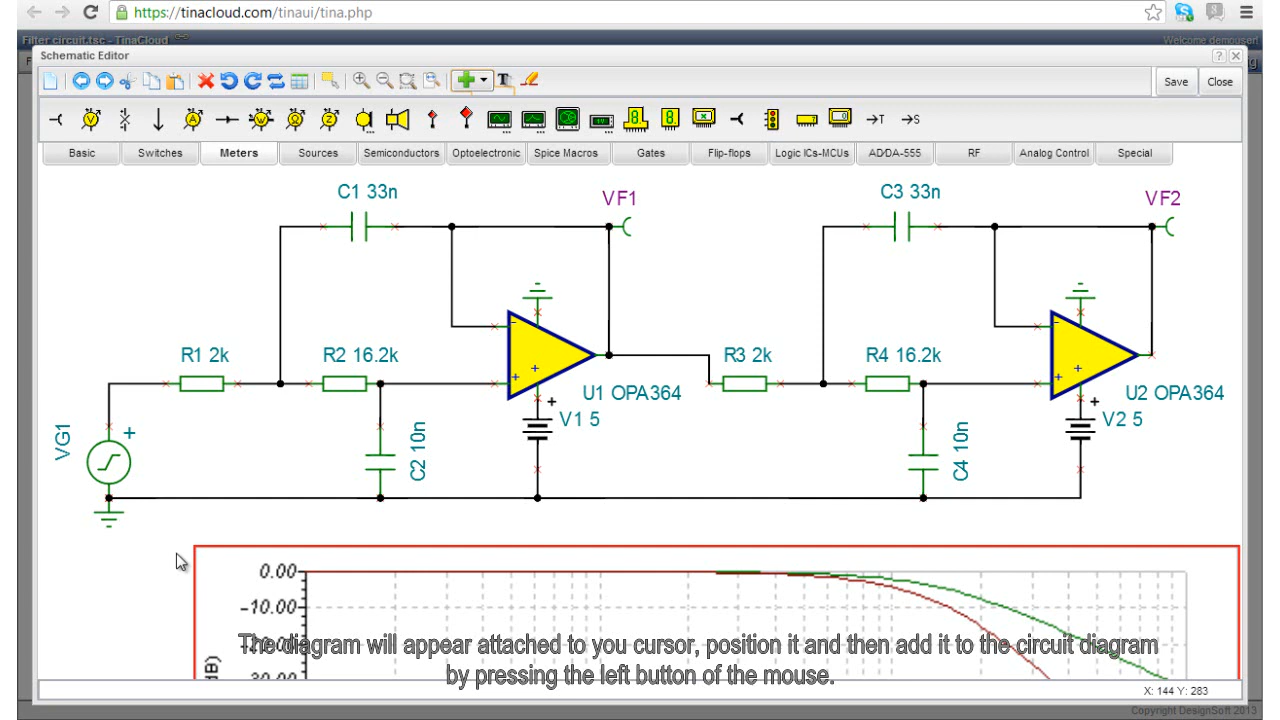 https://tinacloud.com/tinaui/tina.php
Filter circuit.tsc - TinaCloud
Welcome demouser!
Schematic Editor
Save
Close
Basic
Switches
Meters
Sources
Semiconductors
Optoelectronic
Spice Macros
Gates
Flip-flops
Logic ICs-MCUs
AD/DA-555
RF
Analog Control
Special
C1 33n
VF1
C3 33n
VF2
R1 2k
R2 16.2k
U1 OPA364
R3 2k
R4 16.2k
U2 OPA364
VG1
C2 10n
V1 5
C4 10n
V2 5
0.00
-10.00
The diagram will appear attached to you cursor, position it and then add it to the circuit diagram
by pressing the left button of the mouse.
X: 144 Y: 283
Copyright DesignSoft 2013